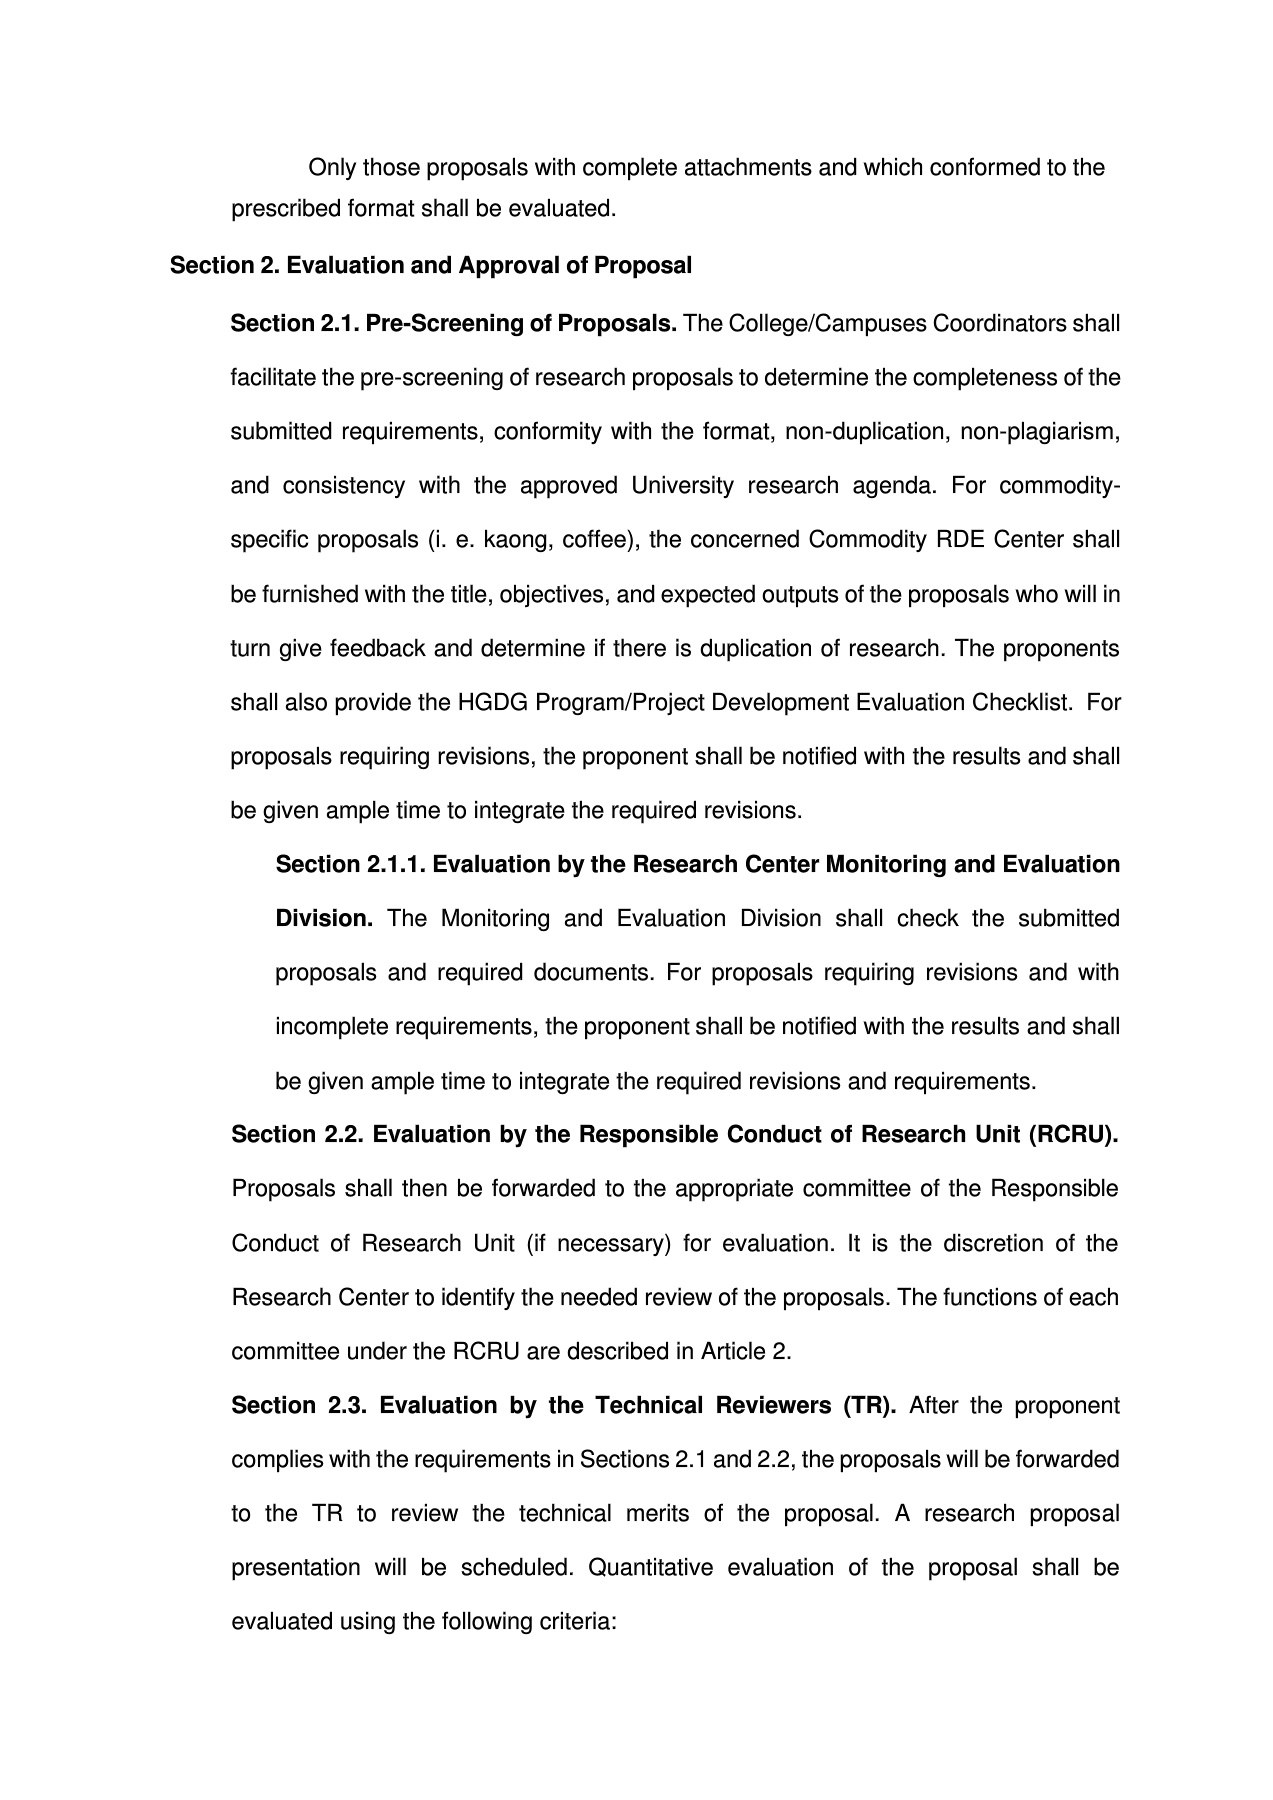 Only those proposals with complete attachments and which conformed to the
prescribed format shall be evaluated.
Section 2. Evaluation and Approval of Proposal
Section 2.1. Pre-Screening of Proposals. The College/Campuses Coordinators shall
facilitate the pre-screening of research proposals to determine the completeness of the
submitted requirements, conformity with the format, non-duplication, non-plagiarism,
and consistency with the approved University research agenda. For commodity-
specific proposals (i. e. kaong, coffee), the concerned Commodity RDE Center shall
be furnished with the title, objectives, and expected outputs of the proposals who will in
turn give feedback and determine if there is duplication of research. The proponents
shall also provide the HGDG Program/Project Development Evaluation Checklist. For
proposals requiring revisions, the proponent shall be notified with the results and shall
be given ample time to integrate the required revisions.
Section 2.1.1. Evaluation by the Research Center Monitoring and Evaluation
Division. The Monitoring and Evaluation Division shall check the submitted
proposals and required documents. For proposals requiring revisions and with
incomplete requirements, the proponent shall be notified with the results and shall
be given ample time to integrate the required revisions and requirements.
Section 2.2. Evaluation by the Responsible Conduct of Research Unit (RCRU).
Proposals shall then be forwarded to the appropriate committee of the Responsible
Conduct of Research Unit (if necessary) for evaluation. It is the discretion of the
Research Center to identify the needed review of the proposals. The functions of each
committee under the RCRU are described in Article 2.
Section 2.3. Evaluation by the Technical Reviewers (TR). After the proponent
complies with the requirements in Sections 2.1 and 2.2, the proposals will be forwarded
to the TR to review the technical merits of the proposal. A research proposal
presentation will be scheduled. Quantitative evaluation of the proposal shall be
evaluated using the following criteria: